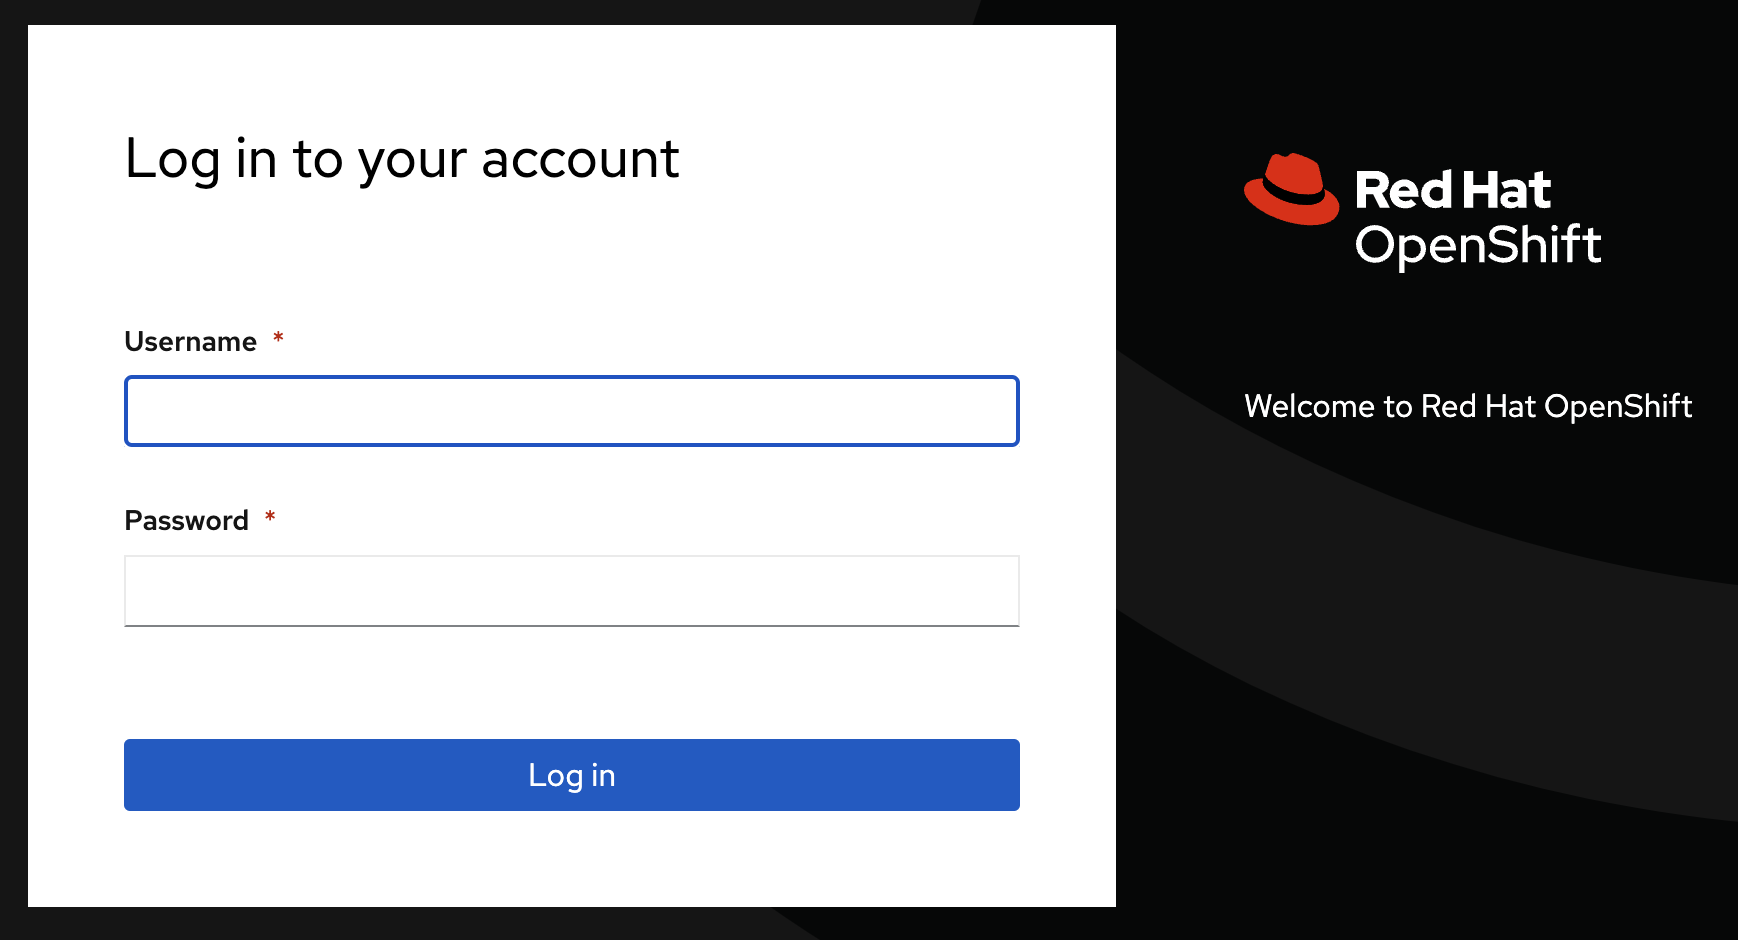 Log in to your account
Username *
Password *
Log in
Red Hat
OpenShift
Welcome to Red Hat OpenShift